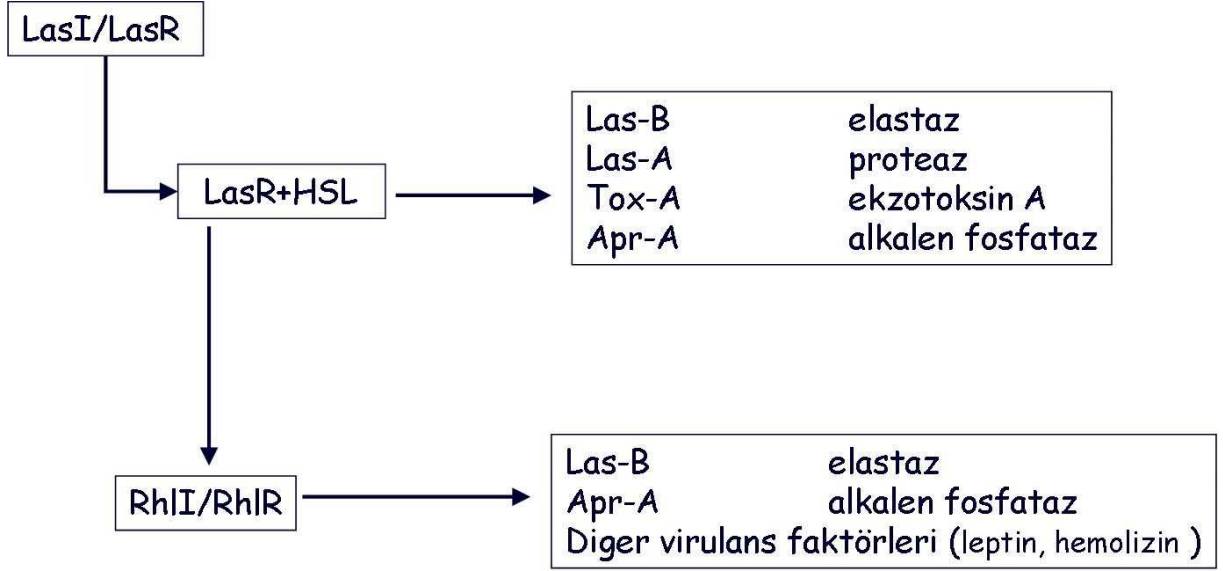 LasI/LasR
LasR+HSL
Las-B elastaz
Las-A proteaz
Tox-A ekzotoksin A
Apr-A alkalen fosfataz
RhlI/RhlR
Las-B elastaz
Apr-A alkalen fosfataz
Diger virulans faktörleri (leptin, hemolizin )